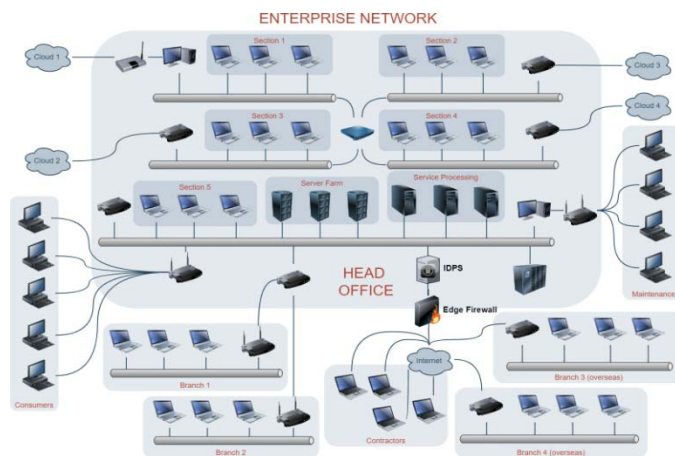 ENTERPRISE NETWORK
Cloud 1
Section 1
Section 2
Cloud 3
Section 3
Section 4
Cloud 4
Cloud 2
Section 5
Server Farm
Service Processing
HEAD
OFFICE
IDPS
Edge Firewall
Maintenance
Consumers
Branch 1
Internet
Branch 3 (overseas)
Branch 2
Contractors
Branch 4 (overseas)